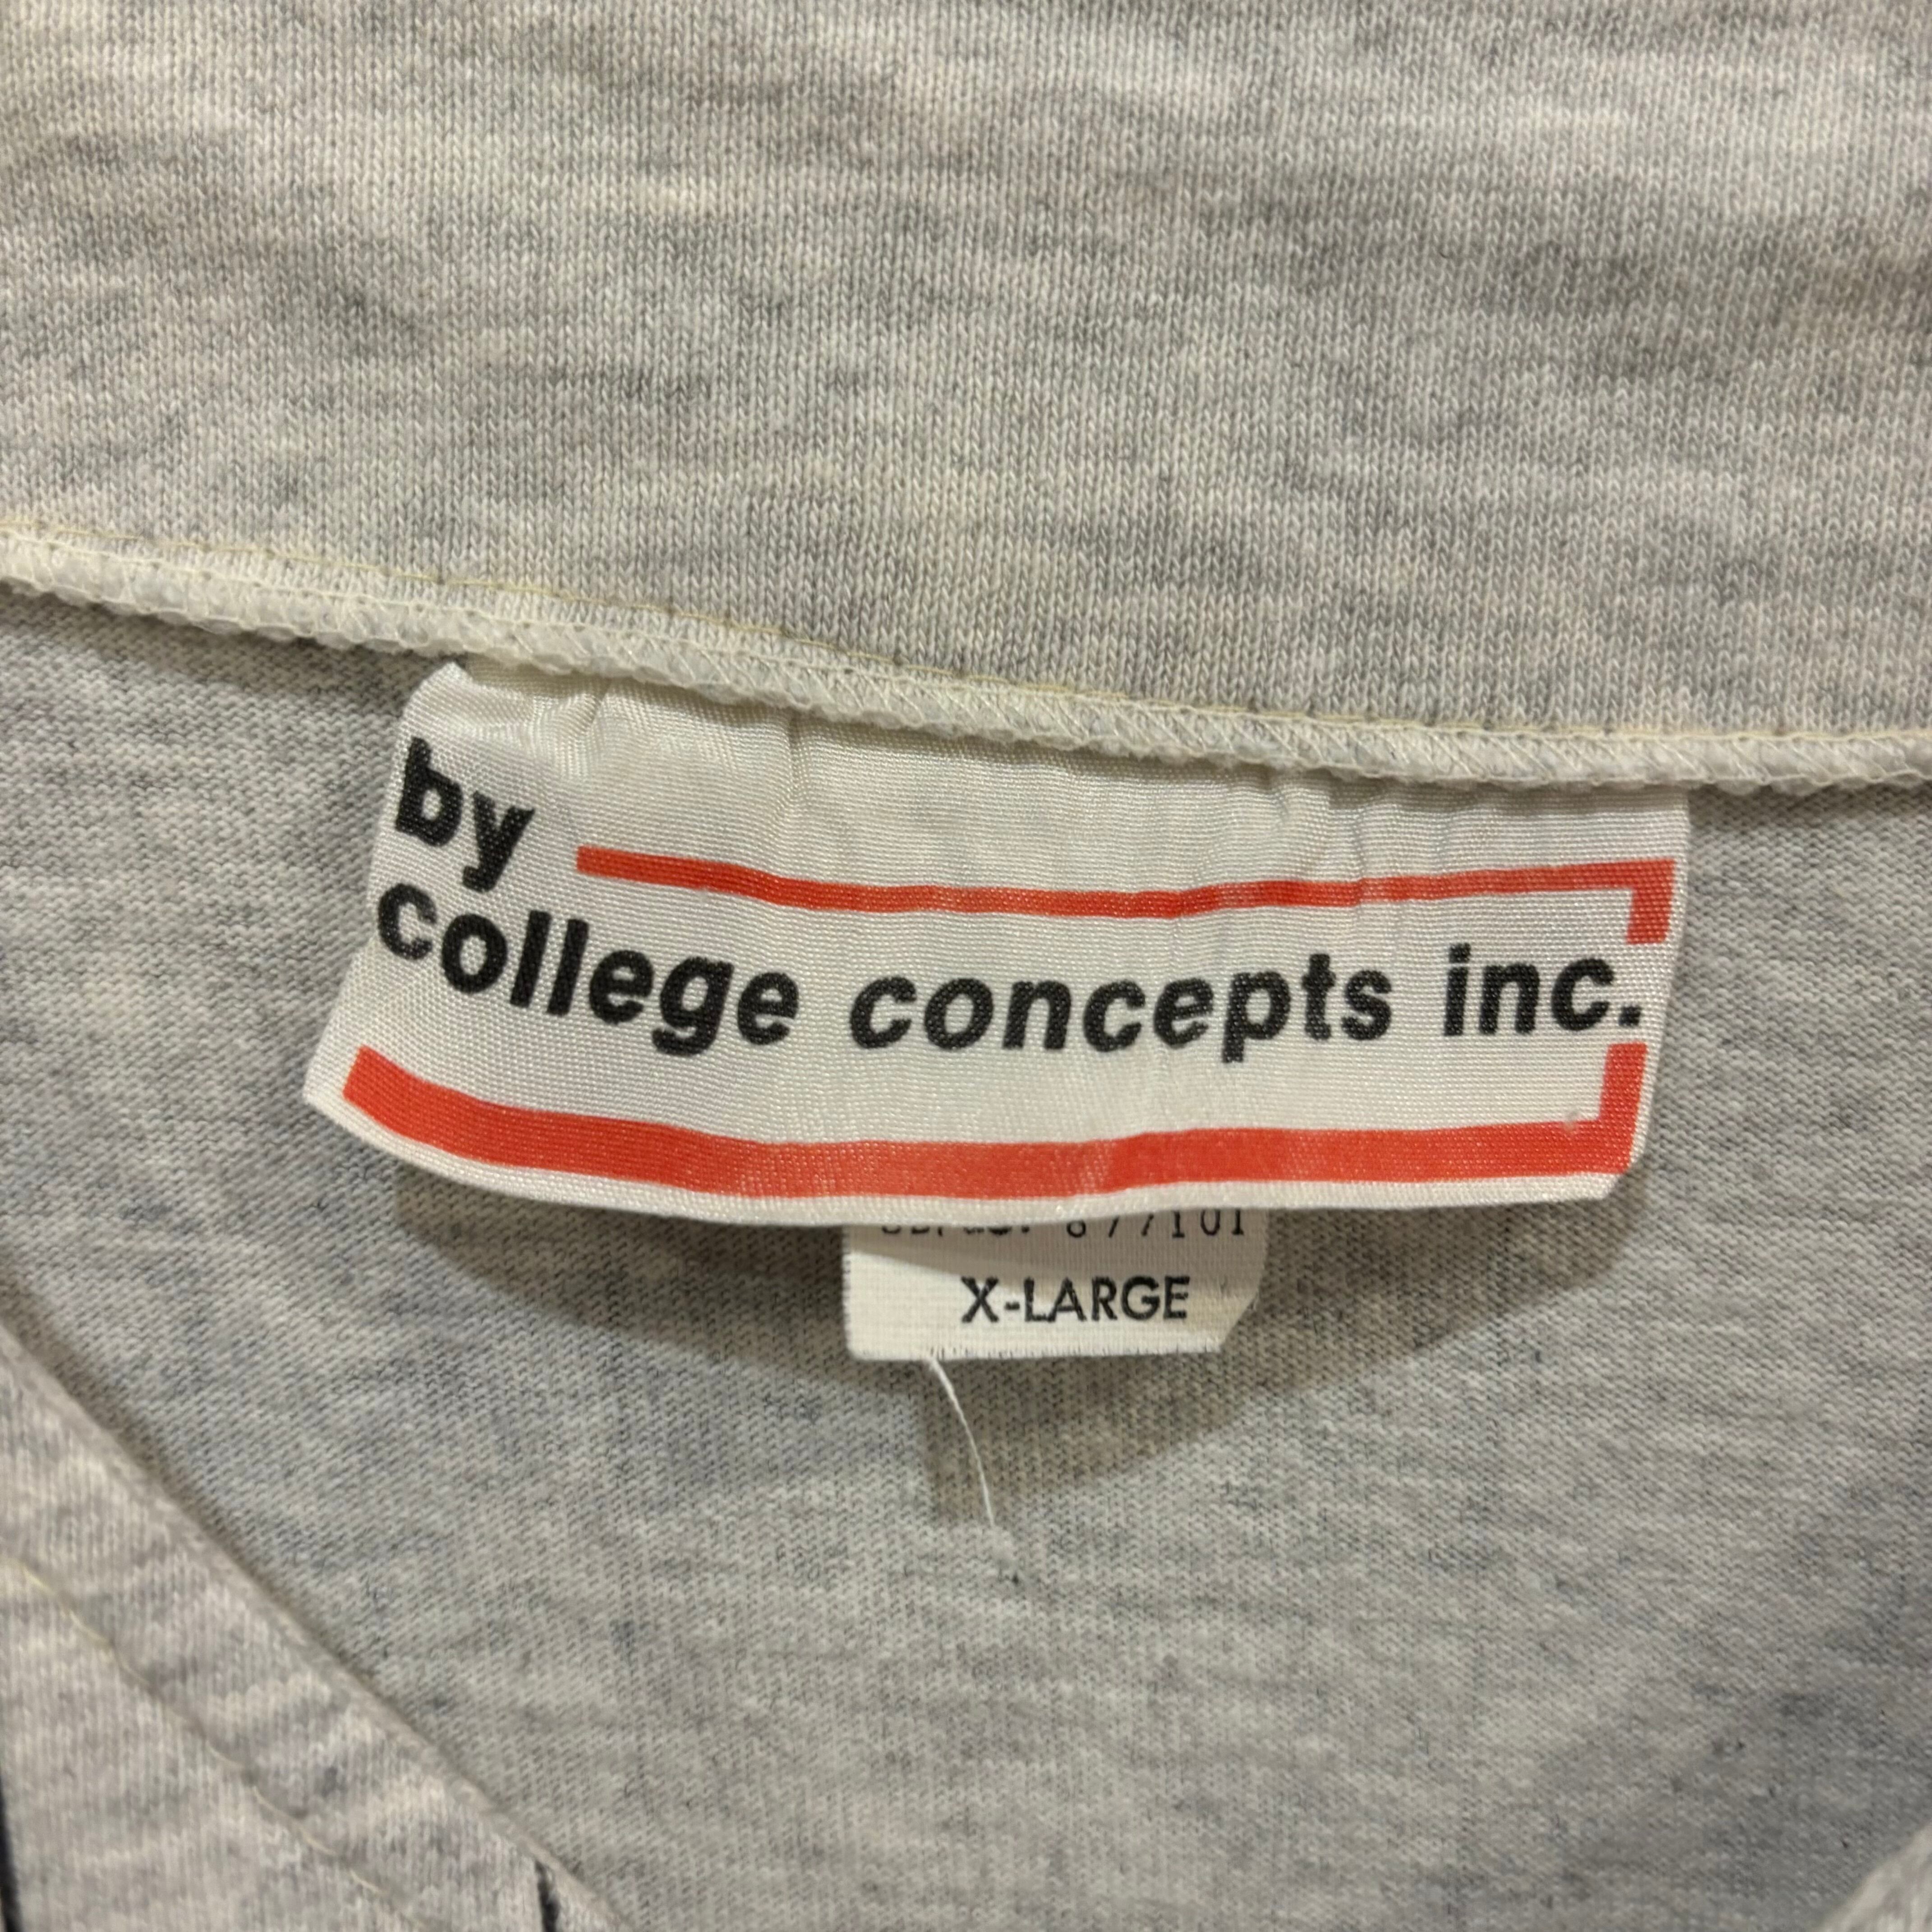 by
college concepts inc.
X-LARGE